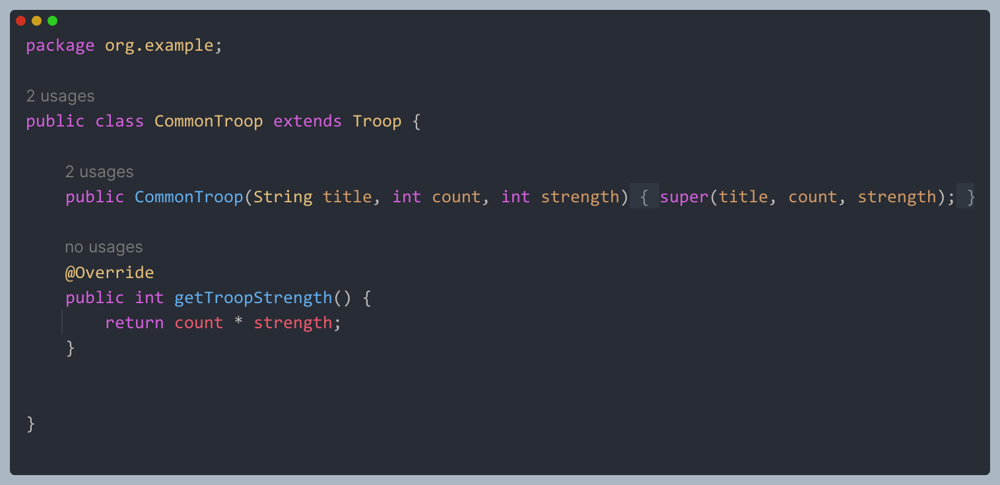 package org.example;
2 usages
public class CommonTroop extends Troop {
2 usages
public CommonTroop(String title, int count, int strength) { super(title, count, strength); }
no usages
@Override
public int getTroopStrength() {
return count * strength;
}
}